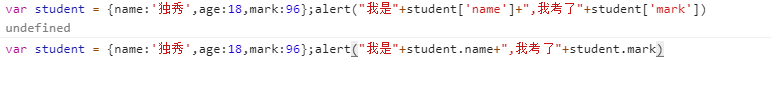 var student = {name:'独秀',age:18,mark:96};alert("我是"+student['name']+",我考了"+student['mark'])
undefined
var student = {name:'独秀',age:18,mark:96};alert("我是"+student.name+",我考了"+student.mark)